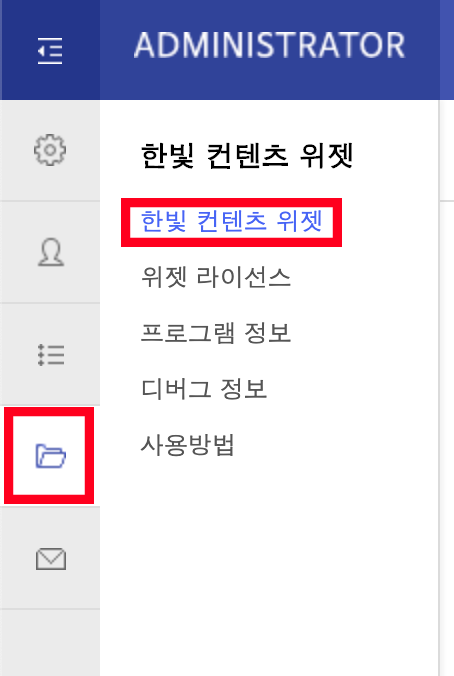 ADMINISTRATOR
한빛 컨텐츠 위젯
한빛 컨텐츠 위젯
위젯 라이선스
프로그램 정보
디버그 정보
사용방법